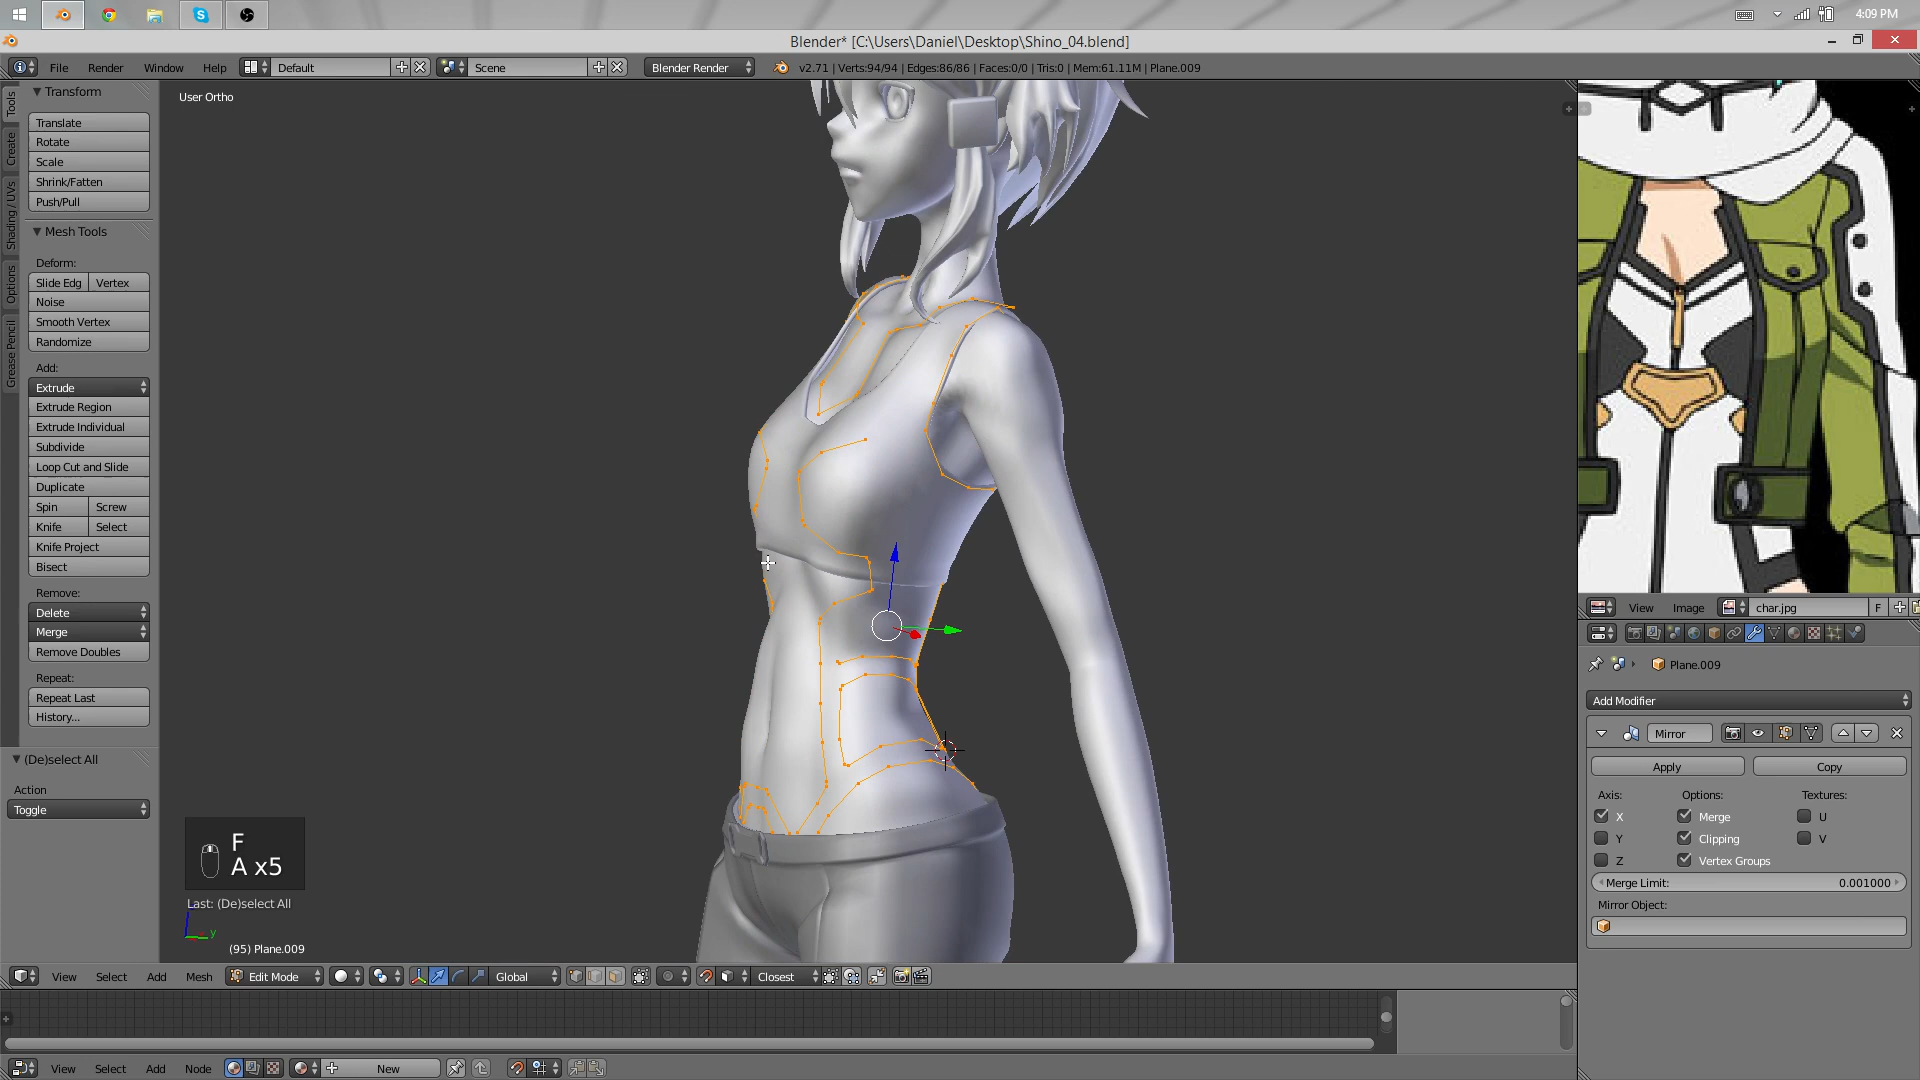 4:09 PM
Blender* [C:\Users\Daniel\Desktop\Shino_04.blend]
File Render Window Help Default Scene Blender Render v2.71 | Verts:94/94 | Edges:86/86 | Faces:0/0 | Tris:0 | Mem:61.11M | Plane.009
Tools
Create
Shading / UVs
Options
Grease Pencil
Transform
Translate
Rotate
Scale
Shrink/Fatten
Push/Pull
Mesh Tools
Deform:
Slide Edg Vertex
Noise
Smooth Vertex
Randomize
Add:
Extrude
Extrude Region
Extrude Individual
Subdivide
Loop Cut and Slide
Duplicate
Spin Screw
Knife Select
Knife Project
Bisect
Remove:
Delete
Merge
Remove Doubles
Repeat:
Repeat Last
History...
(De)select All
Action
Toggle
User Ortho
F
A x5
Last: (De)select All
y
(95) Plane.009
View Select Add Mesh Edit Mode Global Closest
View Select Add Node New
View Image char.jpg F
Plane.009
Add Modifier
Mirror
Apply Copy
Axis: Options: Textures:
X Merge U
Y Clipping V
Z Vertex Groups
Merge Limit: 0.001000
Mirror Object: